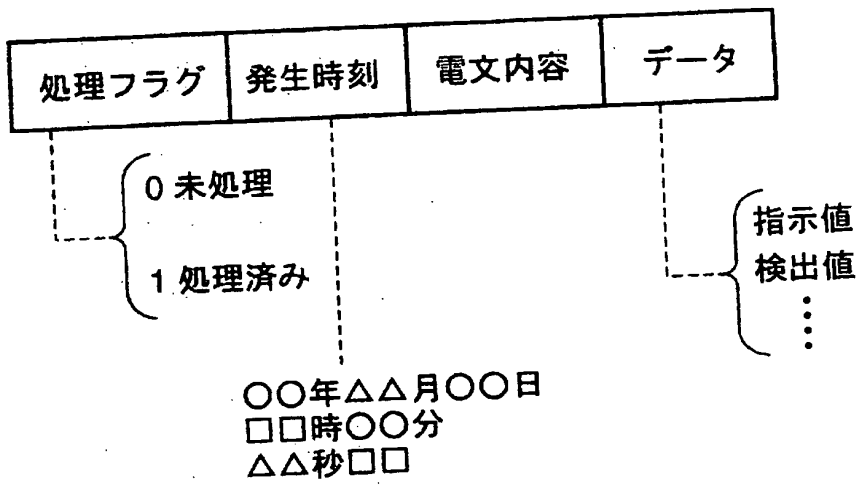 処理フラグ 発生時刻 電文内容 データ
0 未処理
1 処理済み
指示値
検出値
○○年△△月○○日
□□時○○分
△△秒□□